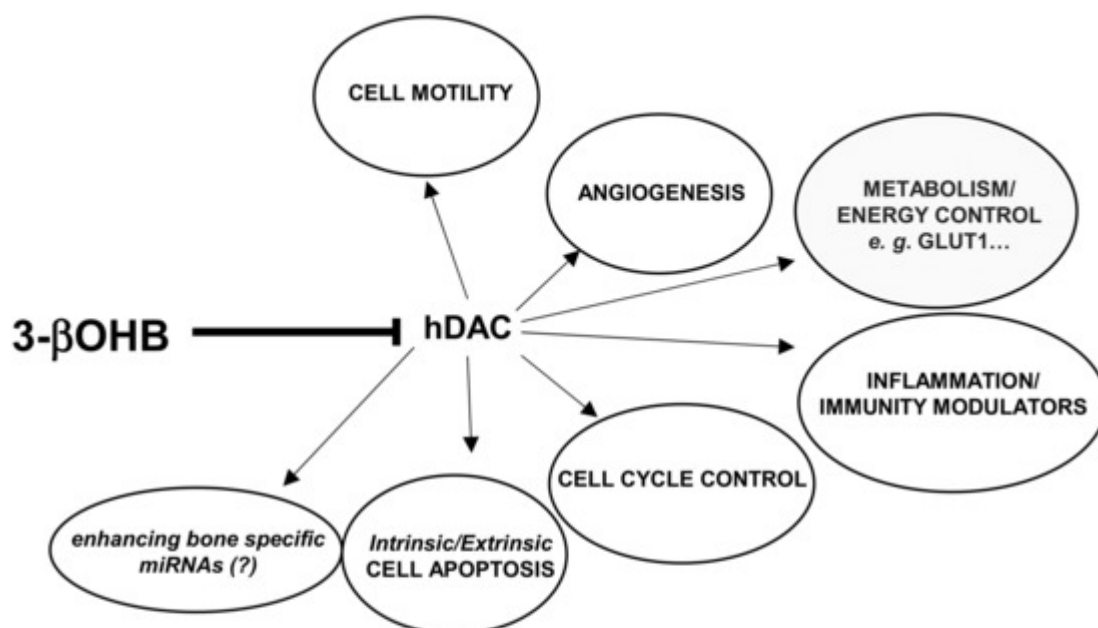 CELL MOTILITY
ANGIOGENESIS
METABOLISM/
ENERGY CONTROL
e. g. GLUT1...
3-βOHB
hDAC
INFLAMMATION/
IMMUNITY MODULATORS
CELL CYCLE CONTROL
enhancing bone specific
miRNAs (?)
Intrinsic/Extrinsic
CELL APOPTOSIS